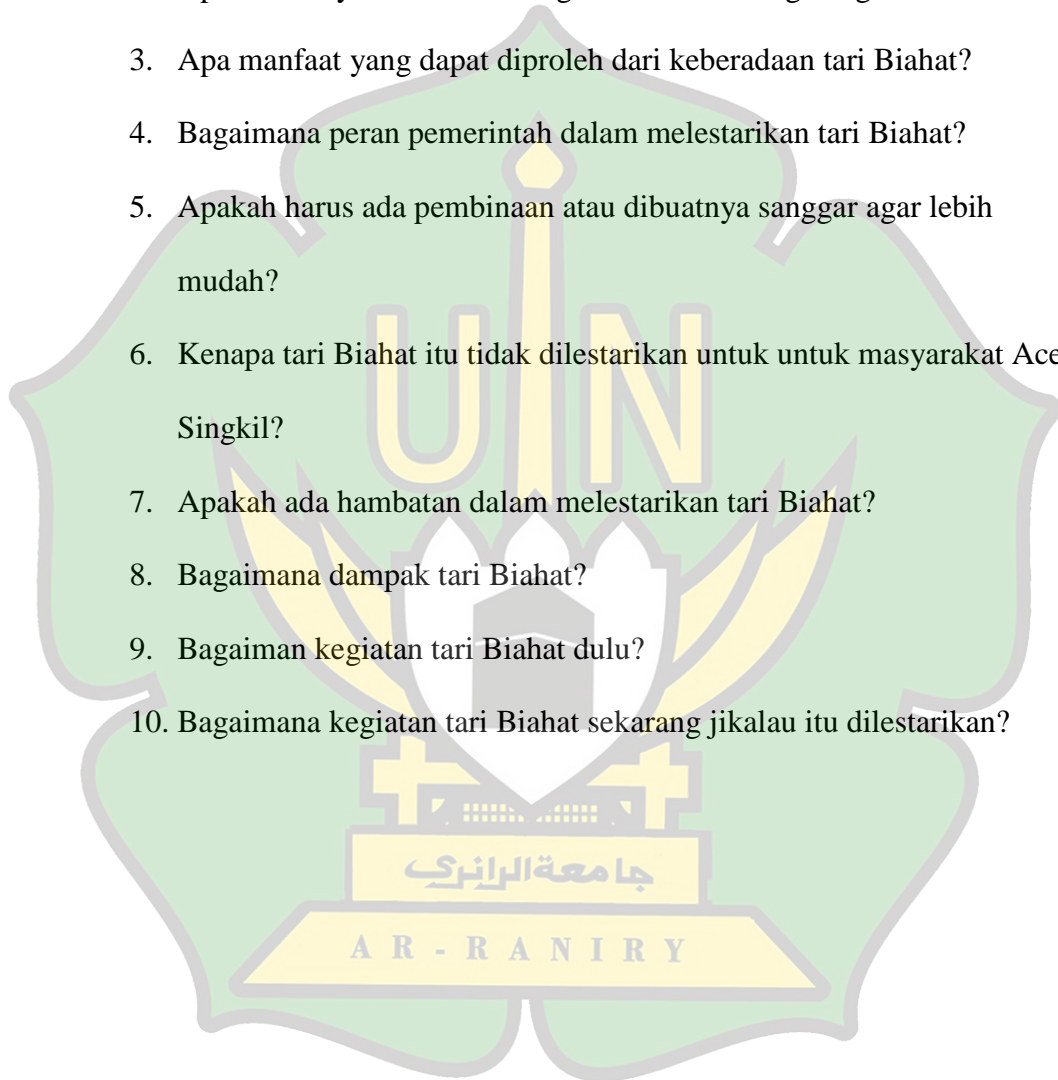 3. Apa manfaat yang dapat diproleh dari keberadaan tari Biahat?
4. Bagaimana peran pemerintah dalam melestarikan tari Biahat?
5. Apakah harus ada pembinaan atau dibuatnya sanggar agar lebih
mudah?
6. Kenapa tari Biahat itu tidak dilestarikan untuk untuk masyarakat Ace
Singkil?
7. Apakah ada hambatan dalam melestarikan tari Biahat?
8. Bagaimana dampak tari Biahat?
9. Bagaiman kegiatan tari Biahat dulu?
10. Bagaimana kegiatan tari Biahat sekarang jikalau itu dilestarikan?
UIN
جامعةالرانري
AR-RANIRY